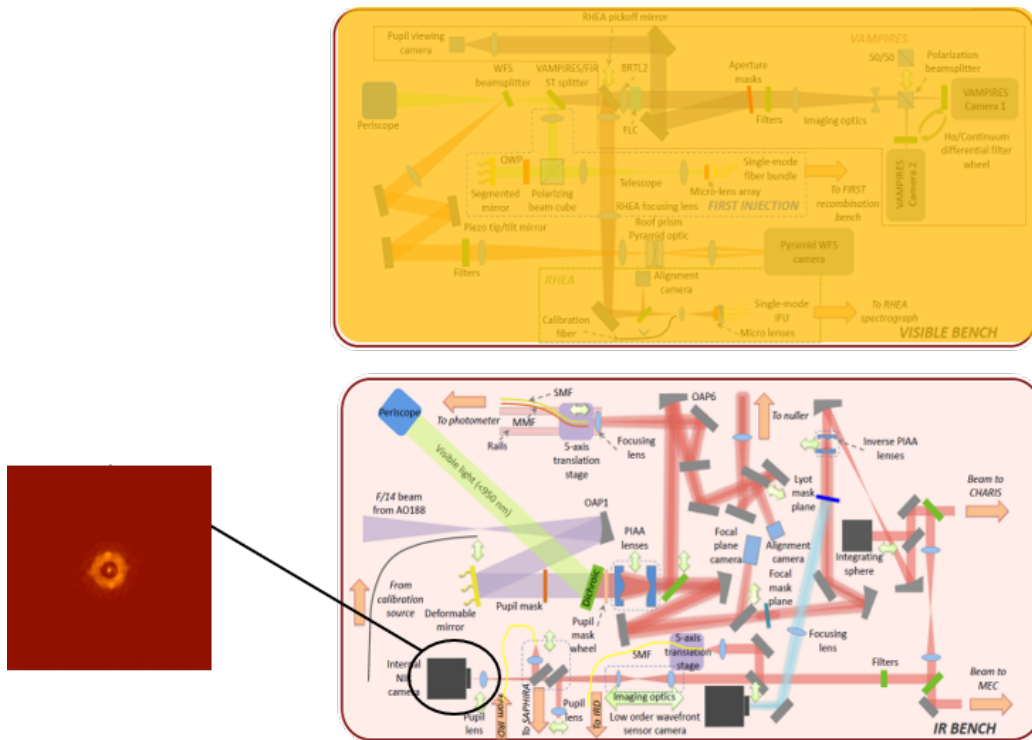 RHEA pickoff mirror
Pupil viewing
camera
WFS
beamsplitter
VAMPIRES/FIR
ST splitter
BRTL2
Aperture
masks
VAMPIRES
50/50
Polarization
beamsplitter
Periscope
FLC
Filters
Imaging optics
VAMPIRES
Camera 1
Hα/Continuum
differential filter
wheel
VAMPIRES
Camera 2
QWP
Segmented
mirror
Polarizing
beam cube
Telescope
Micro-lens array
Single-mode
fiber bundle
FIRST INJECTION
To FIRST
recombination
bench
Piezo tip/tilt mirror
RHEA focusing lens
Roof prism
Pyramid optic
Filters
Pyramid WFS
camera
RHEA
Alignment
camera
Calibration
fiber
Single-mode
IFU
Micro lenses
To RHEA
spectrograph
VISIBLE BENCH
Periscope
To photometer
SMF
MMF
Rails
5-axis
translation
stage
Focusing
lens
OAP6
To nuller
Inverse PIAA
lenses
Visible light (<950 nm)
F/14 beam
from AO188
OAP1
PIAA
lenses
Lyot
mask
plane
Beam to
CHARIS
Focal
plane
camera
Alignment
camera
Focal
mask
plane
Integrating
sphere
From
calibration
source
Deformable
mirror
Pupil mask
Dichroic
Pupil
mask
wheel
Focusing
lens
5-axis
translation
stage
SMF
Internal
NIR
camera
Pupil
lens
From IRD
To SAPHIRA
Pupil
lens
To IRD
Imaging optics
Low order wavefront
sensor camera
Filters
Beam to
MEC
IR BENCH